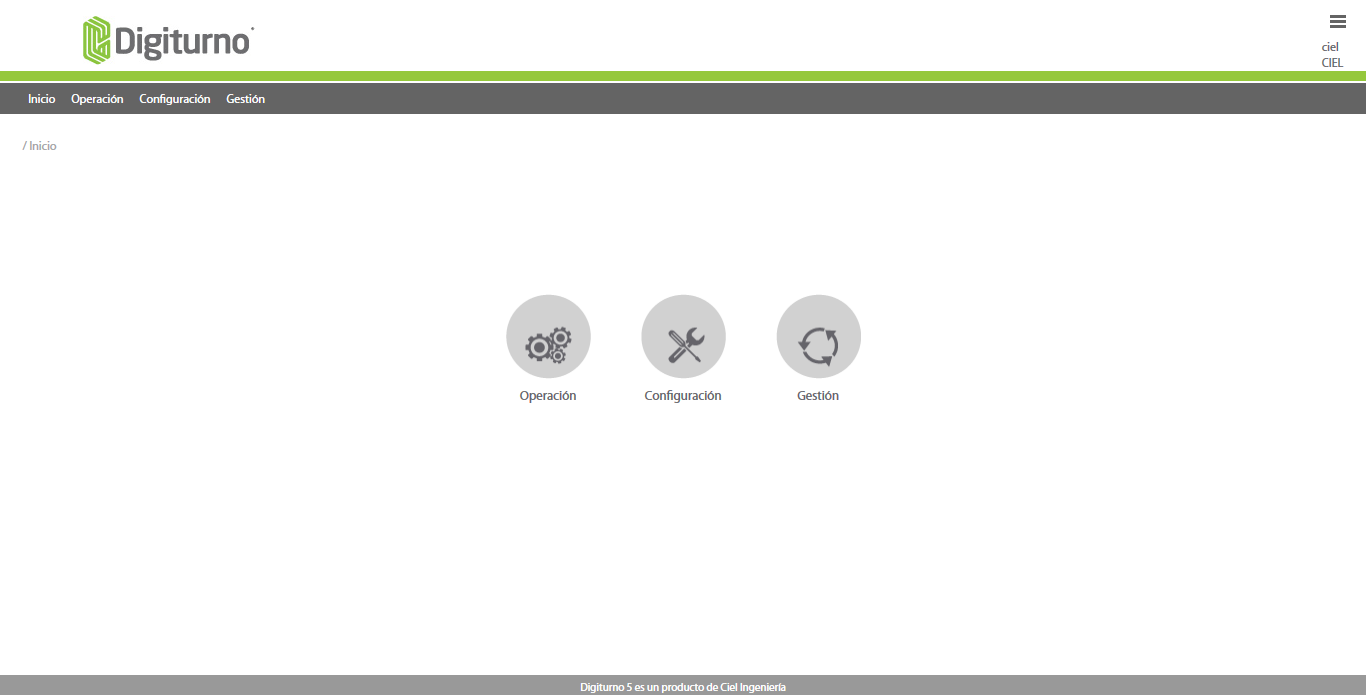 Digiturno
ciel
CIEL
Inicio Operación Configuración Gestión
/ Inicio
Operación Configuración Gestión
Digiturno 5 es un producto de Ciel Ingeniería